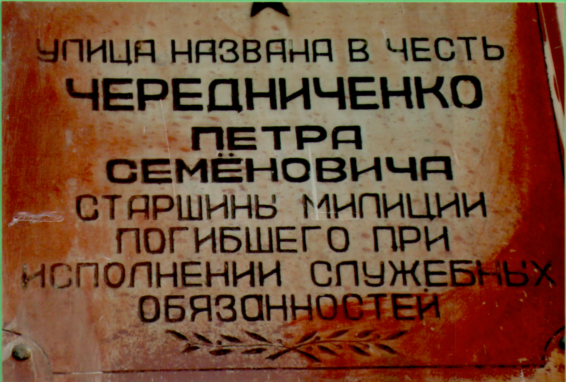 УЛИЦА НАЗВАНА В ЧЕСТЬ
ЧЕРЕДНИЧЕНКО
ПЕТРА
СЕМЁНОВИЧА
СТАРШИНЫ МИЛИЦИИ
ПОГИБШЕГО ПРИ
ИСПОЛНЕНИИ СЛУЖЕБНЫХ
ОБЯЗАННОСТЕЙ